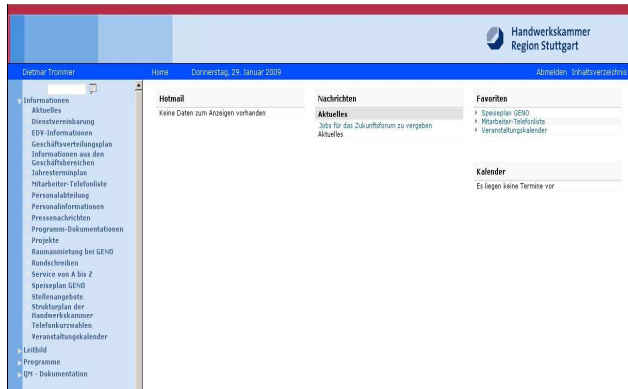 Handwerkskammer
Region Stuttgart
Dietmar Trommer
Home
Donnerstag, 29. Januar 2009
Abmelden Inhaltsverzeichnis
Informationen
Aktuelles
Dienstvereinbarung
EDV-Informationen
Geschäftsverteilungsplan
Informationen aus den
Geschäftsbereichen
Jahresterminplan
Mitarbeiter-Telefonliste
Personalabteilung
Personalinformationen
Pressenachrichten
Programm-Dokumentationen
Projekte
Raumanmietung bei GENO
Rundschreiben
Service von A bis Z
Speiseplan GENO
Stellenangebote
Strukturplan der
Handwerkskammer
Telefonkurzwahlen
Veranstaltungskalender
Leitbild
Programme
QM - Dokumentation
Hotmail
Keine Daten zum Anzeigen vorhanden
Nachrichten
Aktuelles
Jobs für das Zukunftsforum zu vergeben
Aktuelles
Favoriten
Speiseplan GENO
Mitarbeiter-Telefonliste
Veranstaltungskalender
Kalender
Es liegen keine Termine vor